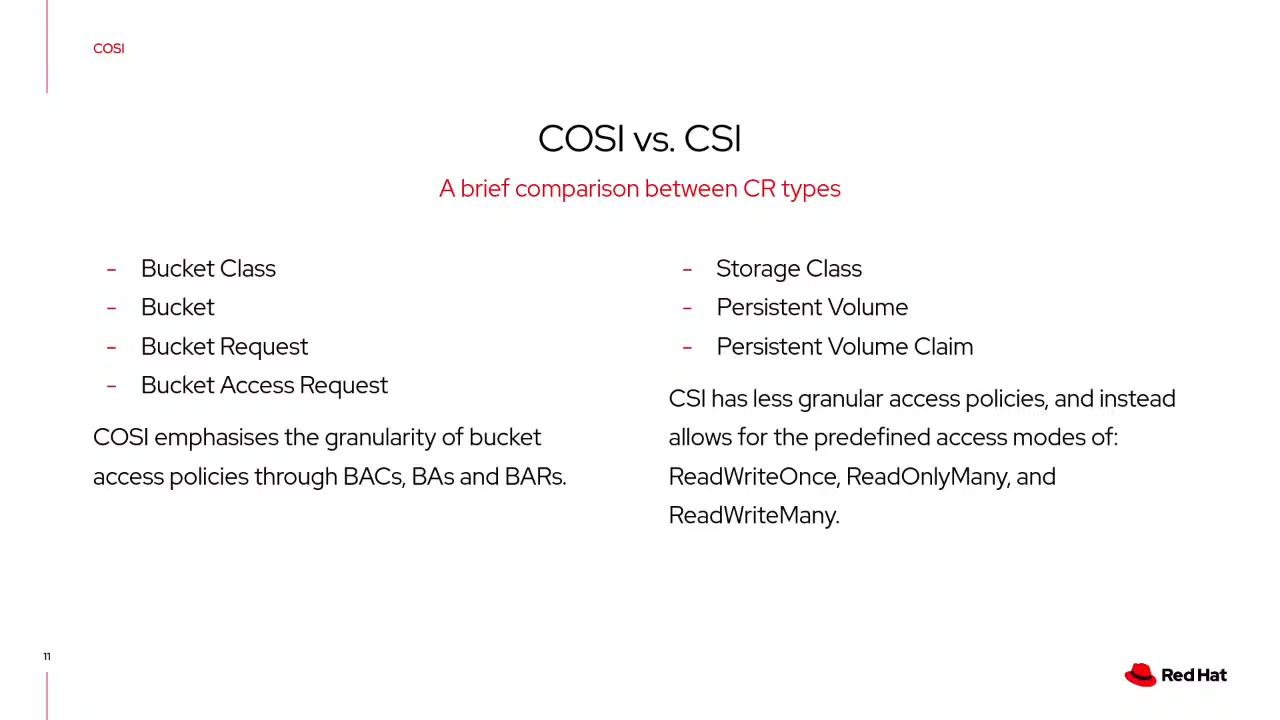 COSI
COSI vs. CSI
A brief comparison between CR types
- Bucket Class
- Bucket
- Bucket Request
- Bucket Access Request
COSI emphasises the granularity of bucket
access policies through BACs, BAs and BARs.
- Storage Class
- Persistent Volume
- Persistent Volume Claim
CSI has less granular access policies, and instead
allows for the predefined access modes of:
ReadWriteOnce, ReadOnlyMany, and
ReadWriteMany.
11
Red Hat